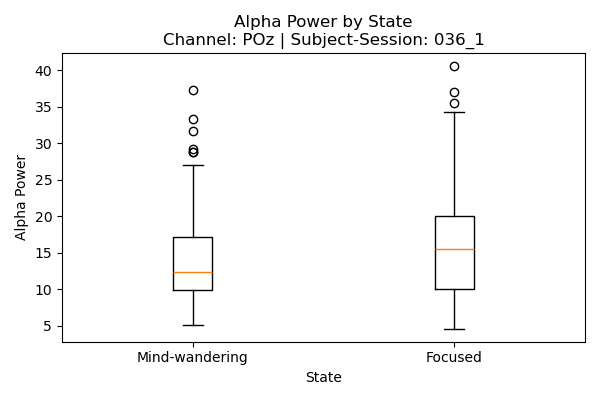 Alpha Power by State
Channel: POz | Subject-Session: 036_1
Alpha Power
40
35
30
25
20
15
10
5
Mind-wandering
Focused
State